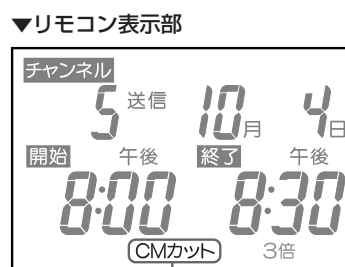 ▼リモコン表示部
チャンネル
5 送信 10月 4日
開始 午後 終了 午後
8:00 8:30
CMカット 3倍